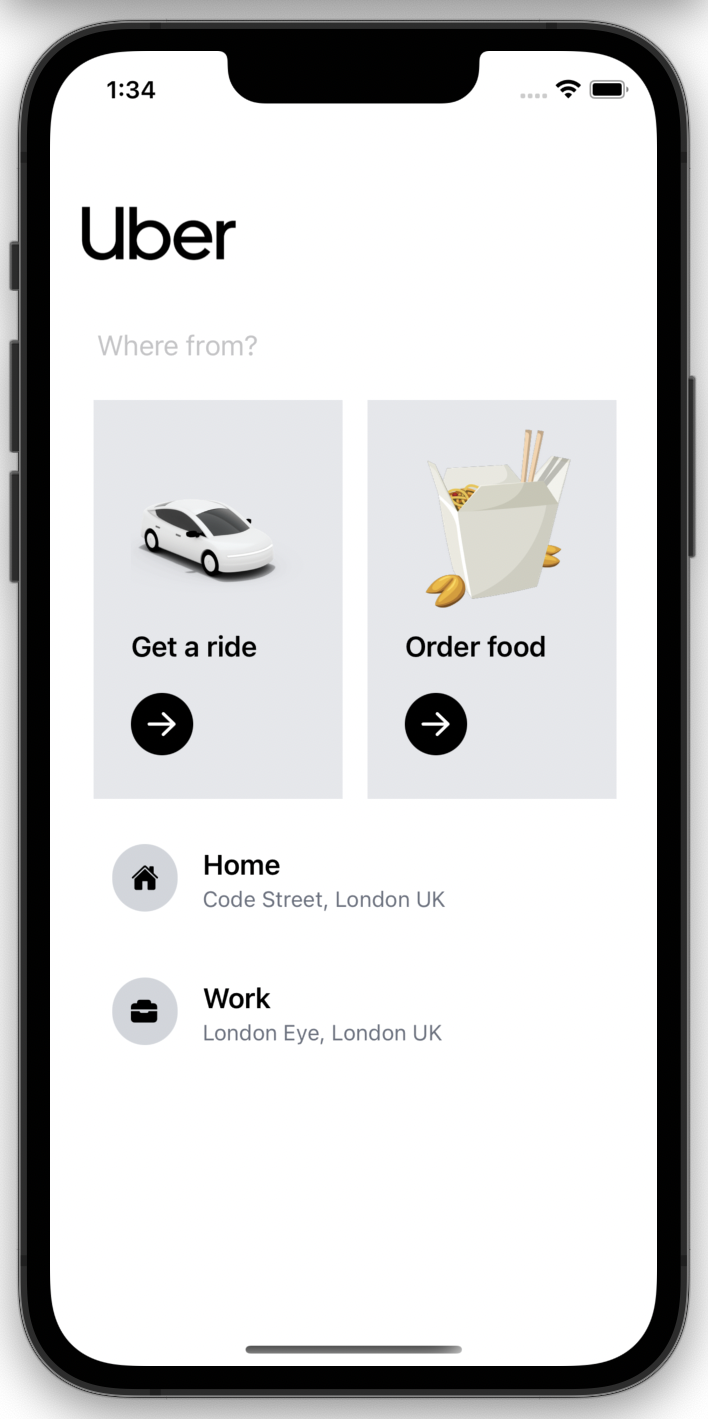 1:34
Uber
Where from?
Get a ride
Order food
Home
Code Street, London UK
Work
London Eye, London UK